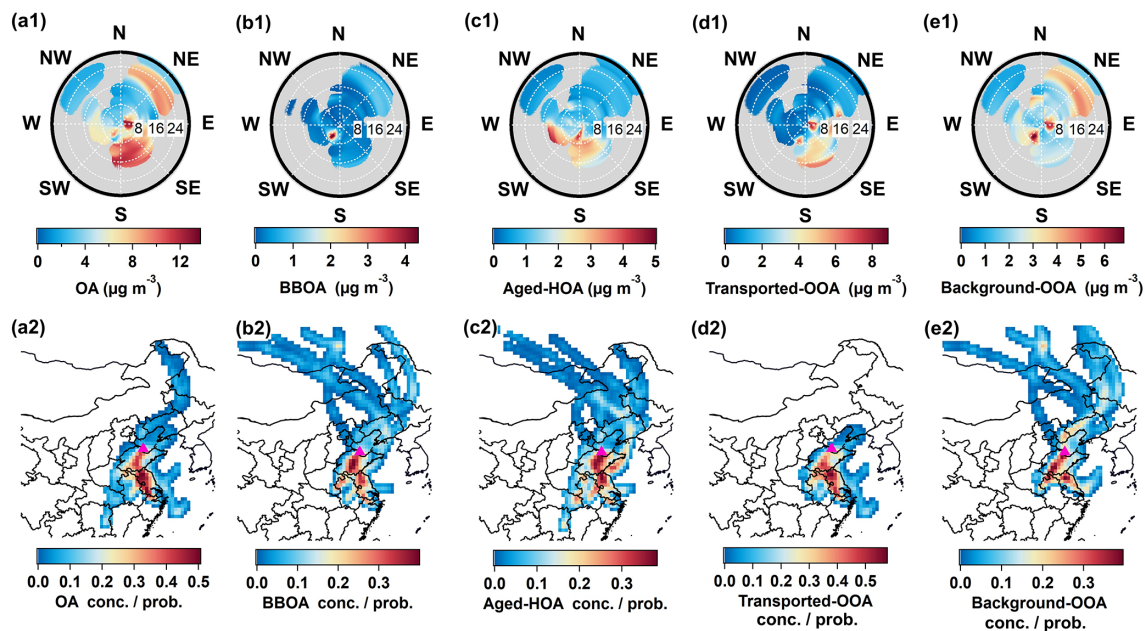 (a1) (b1) (c1) (d1) (e1)
N N N N N
NW NE NW NE NW NE NW NE NW NE
W 8 16 24 E W 8 16 24 E W 8 16 24 E W 8 16 24 E W 8 16 24 E
SW SE SW SE SW SE SW SE SW SE
S S S S S
0 4 8 12 0 1 2 3 4 0 1 2 3 4 5 0 2 4 6 8 0 1 2 3 4 5 6
OA (µg m⁻³) BBOA (µg m⁻³) Aged-HOA (µg m⁻³) Transported-OOA (µg m⁻³) Background-OOA (µg m⁻³)
(a2) (b2) (c2) (d2) (e2)
0.0 0.1 0.2 0.3 0.4 0.5 0.0 0.1 0.2 0.3 0.0 0.1 0.2 0.3 0.0 0.1 0.2 0.3 0.4 0.5 0.0 0.1 0.2 0.3
OA conc. / prob. BBOA conc. / prob. Aged-HOA conc. / prob. Transported-OOA Background-OOA
conc. / prob. conc. / prob.